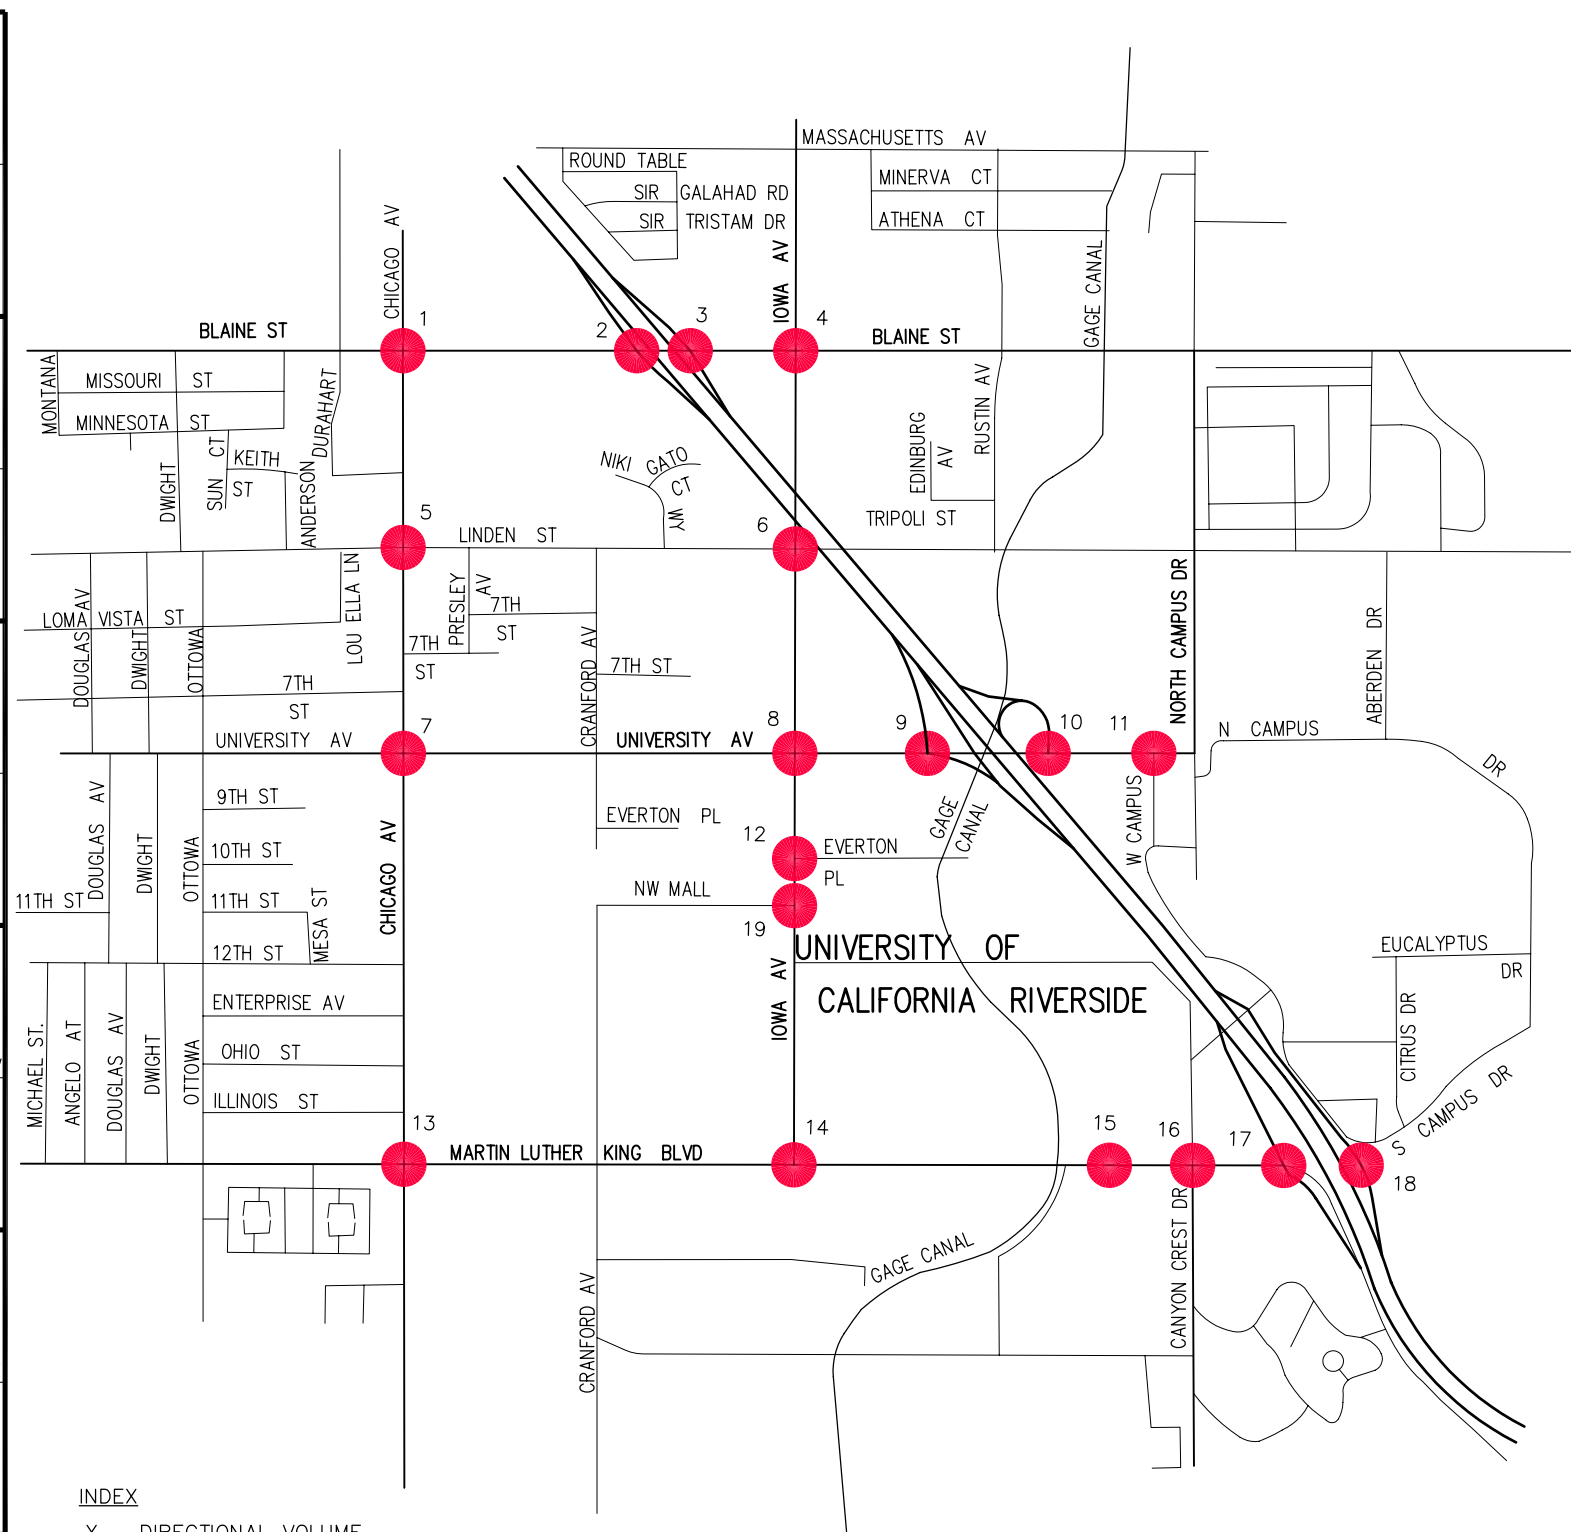 MASSACHUSETTS AV
ROUND TABLE
MINERVA CT
SIR GALAHAD RD
SIR TRISTAM DR
ATHENA CT
CHICAGO AV
IOWA AV
GAGE CANAL
1
2
3
4
BLAINE ST
BLAINE ST
MONTANA
MISSOURI ST
MINNESOTA ST
DURAHART
RUSTIN AV
EDINBURG
AV
SUN CT
KEITH
ST
DWIGHT
ANDERSON
NIKI GATO
CT
WY
TRIPOLI ST
5
6
LINDEN ST
LOU ELLA LN
PRESLEY
AV
7TH
ST
NORTH CAMPUS DR
DOUGLAS AV
LOMA VISTA ST
DWIGHT
OTTOWA
7TH
ST
CRANFORD AV
7TH ST
ABERDEN DR
7TH
ST
7
8
9
10
11
UNIVERSITY AV
UNIVERSITY AV
N CAMPUS
DR
DOUGLAS AV
9TH ST
EVERTON PL
GAGE
CANAL
W CAMPUS
12
EVERTON
PL
DWIGHT
OTTOWA
10TH ST
CHICAGO AV
11TH ST
11TH ST
MESA ST
NW MALL
19
12TH ST
UNIVERSITY OF
CALIFORNIA RIVERSIDE
EUCALYPTUS
DR
IOWA AV
ENTERPRISE AV
MICHAEL ST.
ANGELO AT
DOUGLAS AV
DWIGHT
OTTOWA
OHIO ST
CITRUS DR
ILLINOIS ST
S CAMPUS DR
13
14
15
16
17
18
MARTIN LUTHER KING BLVD
CANYON CREST DR
GAGE CANAL
CRANFORD AV
INDEX
X DIRECTIONAL VOLUME